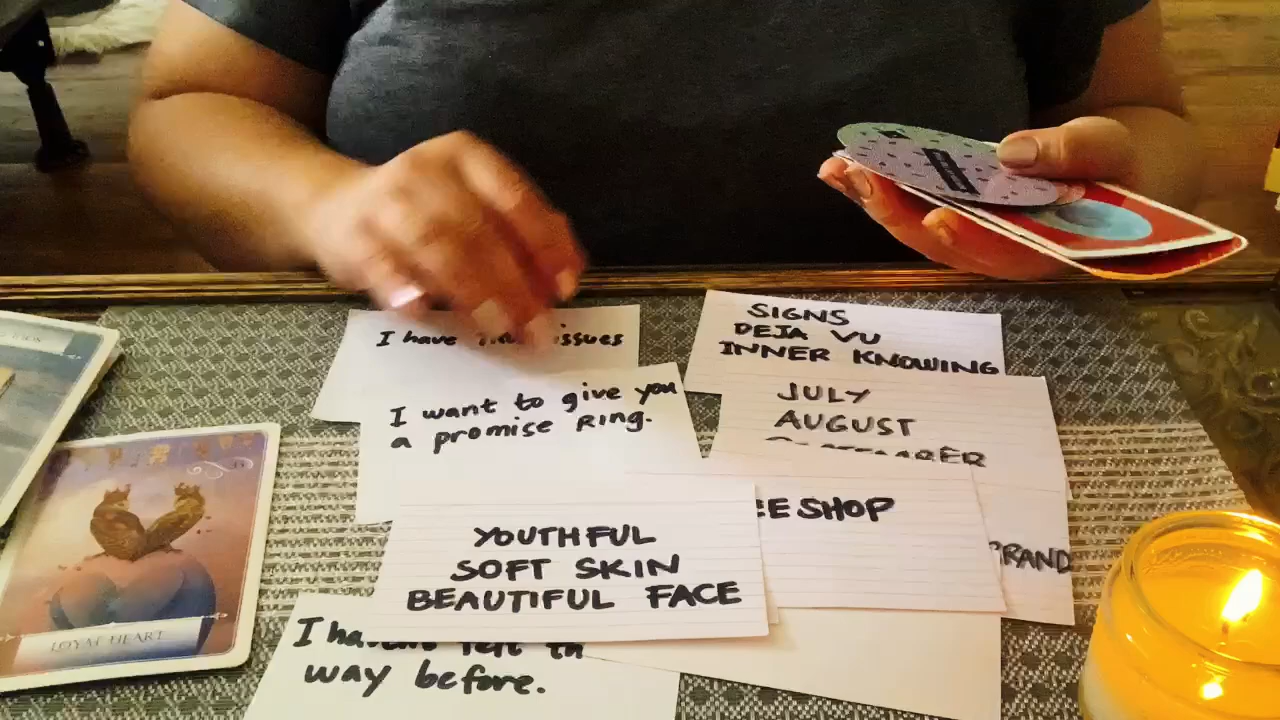 I have issues
I want to give you
a promise RING.
SIGNS
DEJA VU
INNER KNOWING
JULY
AUGUST
SHOP
YOUTHFUL
SOFT SKIN
BEAUTIFUL FACE
way before.
LOYAL HEART